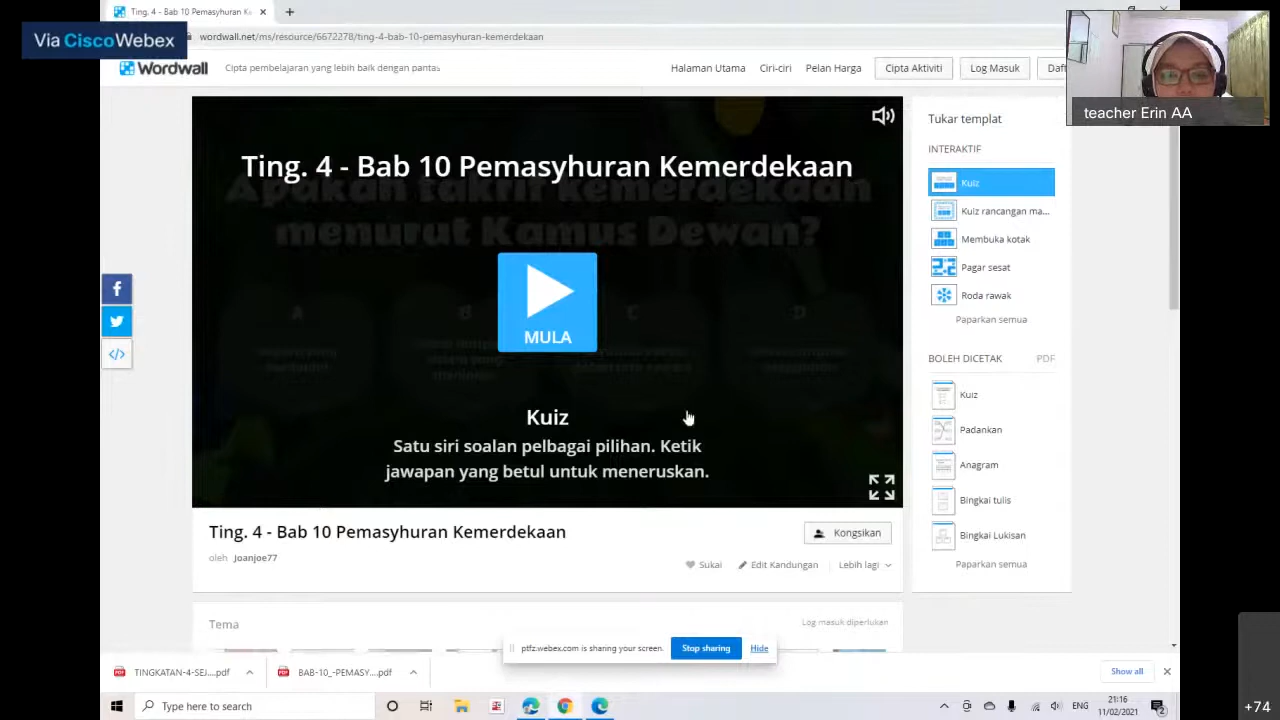 Ting. 4 - Bab 10 Pemasyhuran K
Via CiscoWebex
wordwall.net/ms/resource/6672278/ting-4-bab-10-pemasyhuran-kemerdekaan
Wordwall
Cipta pembelajaran yang lebih baik dengan pantas
Halaman Utama
Ciri-ciri
Pelan Harga
Cipta Aktiviti
Log Masuk
Daft
teacher Erin AA
Ting. 4 - Bab 10 Pemasyhuran Kemerdekaan
menurut Kamus Dewan?
A
B
C
D
MULA
Kuiz
Satu siri soalan pelbagai pilihan. Ketik
jawapan yang betul untuk meneruskan.
Tukar templat
INTERAKTIF
Kuiz
Kuiz rancangan ma...
Membuka kotak
Pagar sesat
Roda rawak
Paparkan semua
BOLEH DICETAK PDF
Kuiz
Padankan
Anagram
Bingkai tulis
Bingkai Lukisan
Paparkan semua
Ting. 4 - Bab 10 Pemasyhuran Kemerdekaan
Kongsikan
oleh Joanjoe77
Sukai
Edit Kandungan
Lebih lagi
Tema
Log masuk diperlukan
ptfz.webex.com is sharing your screen.
Stop sharing
Hide
TINGKATAN-4-SEJ....pdf
BAB-10_-PEMASY....pdf
Show all
Type here to search
ENG
21:16
11/02/2021
2
+74